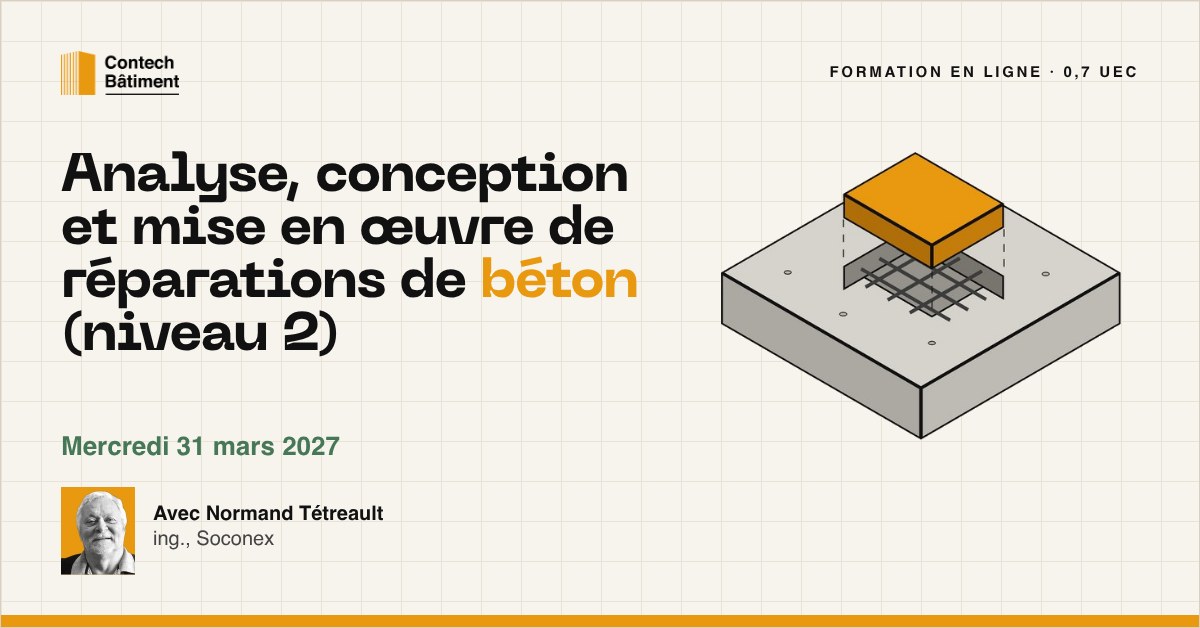 Contech
Bâtiment
FORMATION EN LIGNE · 0,7 UEC
Analyse, conception
et mise en œuvre de
réparations de béton
(niveau 2)
Mercredi 31 mars 2027
Avec Normand Tétreault
ing., Soconex